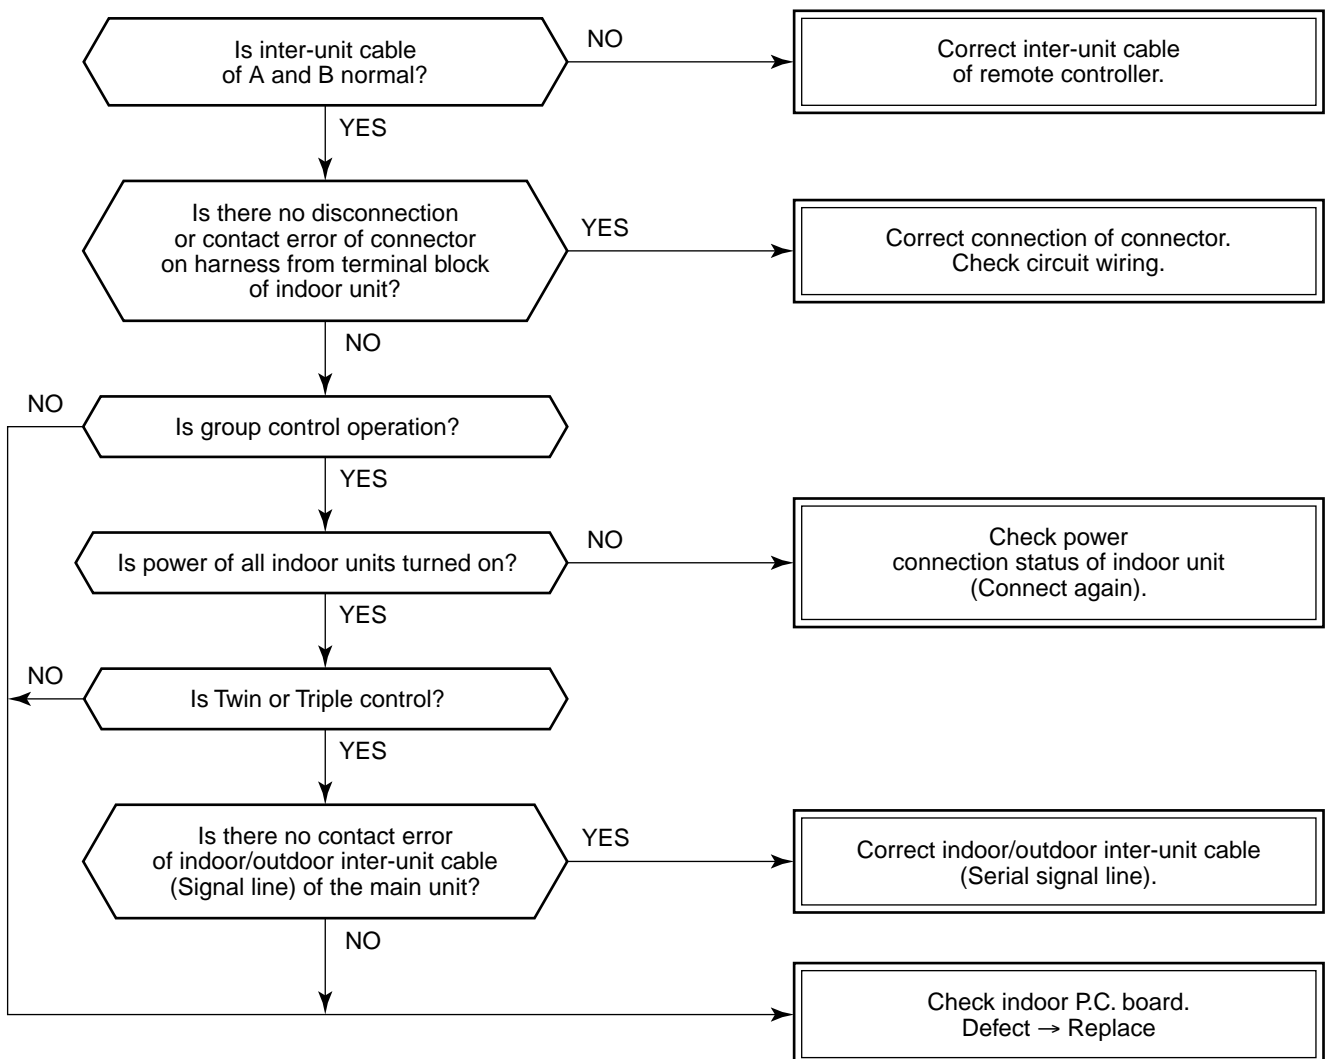 Is inter-unit cable
of A and B normal?
NO
Correct inter-unit cable
of remote controller.
YES
Is there no disconnection
or contact error of connector
on harness from terminal block
of indoor unit?
YES
Correct connection of connector.
Check circuit wiring.
NO
NO
Is group control operation?
YES
Is power of all indoor units turned on?
NO
Check power
connection status of indoor unit
(Connect again).
YES
NO
Is Twin or Triple control?
YES
Is there no contact error
of indoor/outdoor inter-unit cable
(Signal line) of the main unit?
YES
Correct indoor/outdoor inter-unit cable
(Serial signal line).
NO
Check indoor P.C. board.
Defect → Replace